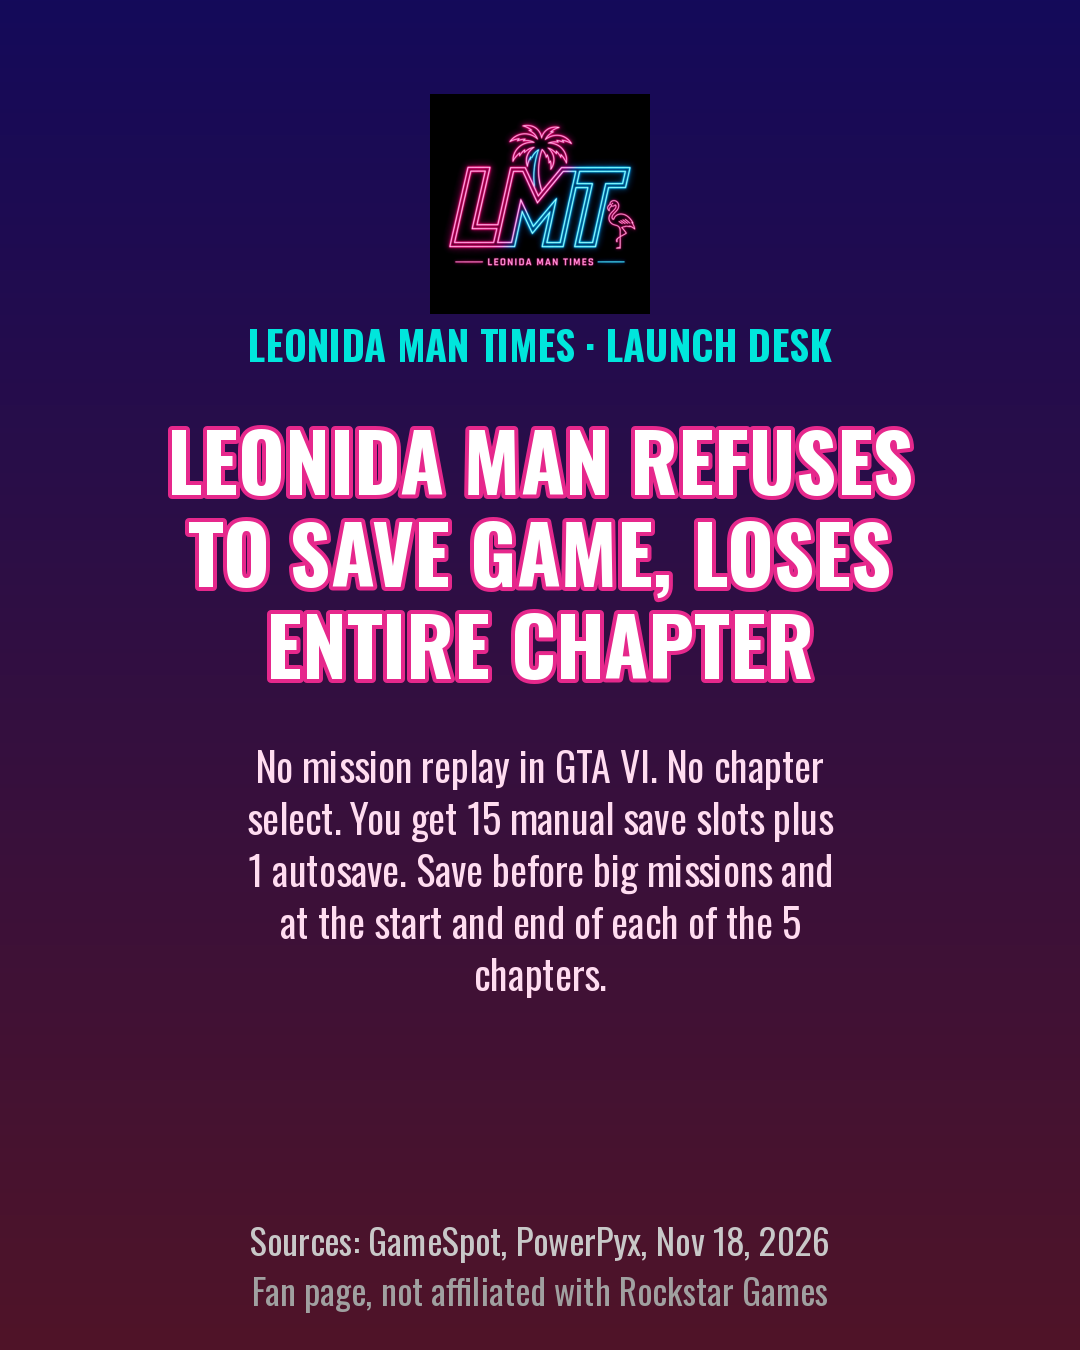 LMT
LEONIDA MAN TIMES
LEONIDA MAN TIMES · LAUNCH DESK
LEONIDA MAN REFUSES
TO SAVE GAME, LOSES
ENTIRE CHAPTER
No mission replay in GTA VI. No chapter
select. You get 15 manual save slots plus
1 autosave. Save before big missions and
at the start and end of each of the 5
chapters.
Sources: GameSpot, PowerPyx, Nov 18, 2026
Fan page, not affiliated with Rockstar Games